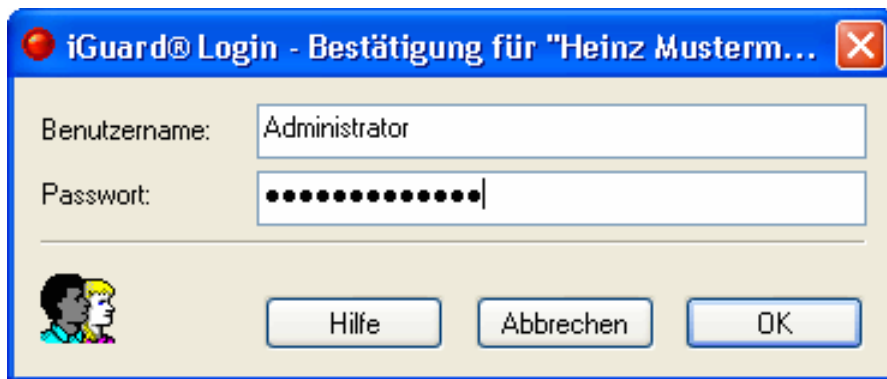 iGuard® Login - Bestätigung für "Heinz Musterm...
Benutzername: Administrator
Passwort: ●●●●●●●●●●●●●
Hilfe Abbrechen OK